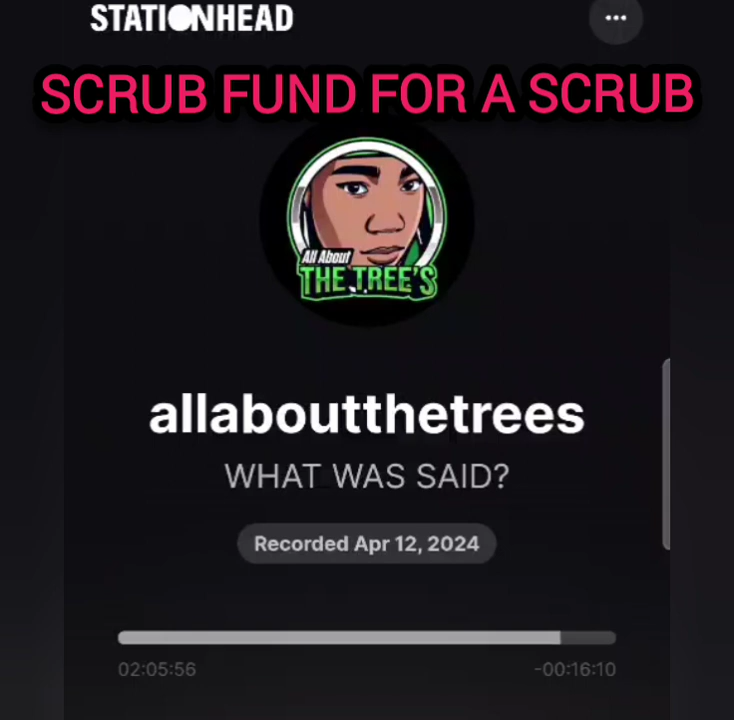 STATIONHEAD
SCRUB FUND FOR A SCRUB
All About
THE TREE'S
allaboutthetrees
WHAT WAS SAID?
Recorded Apr 12, 2024
02:05:56
-00:16:10